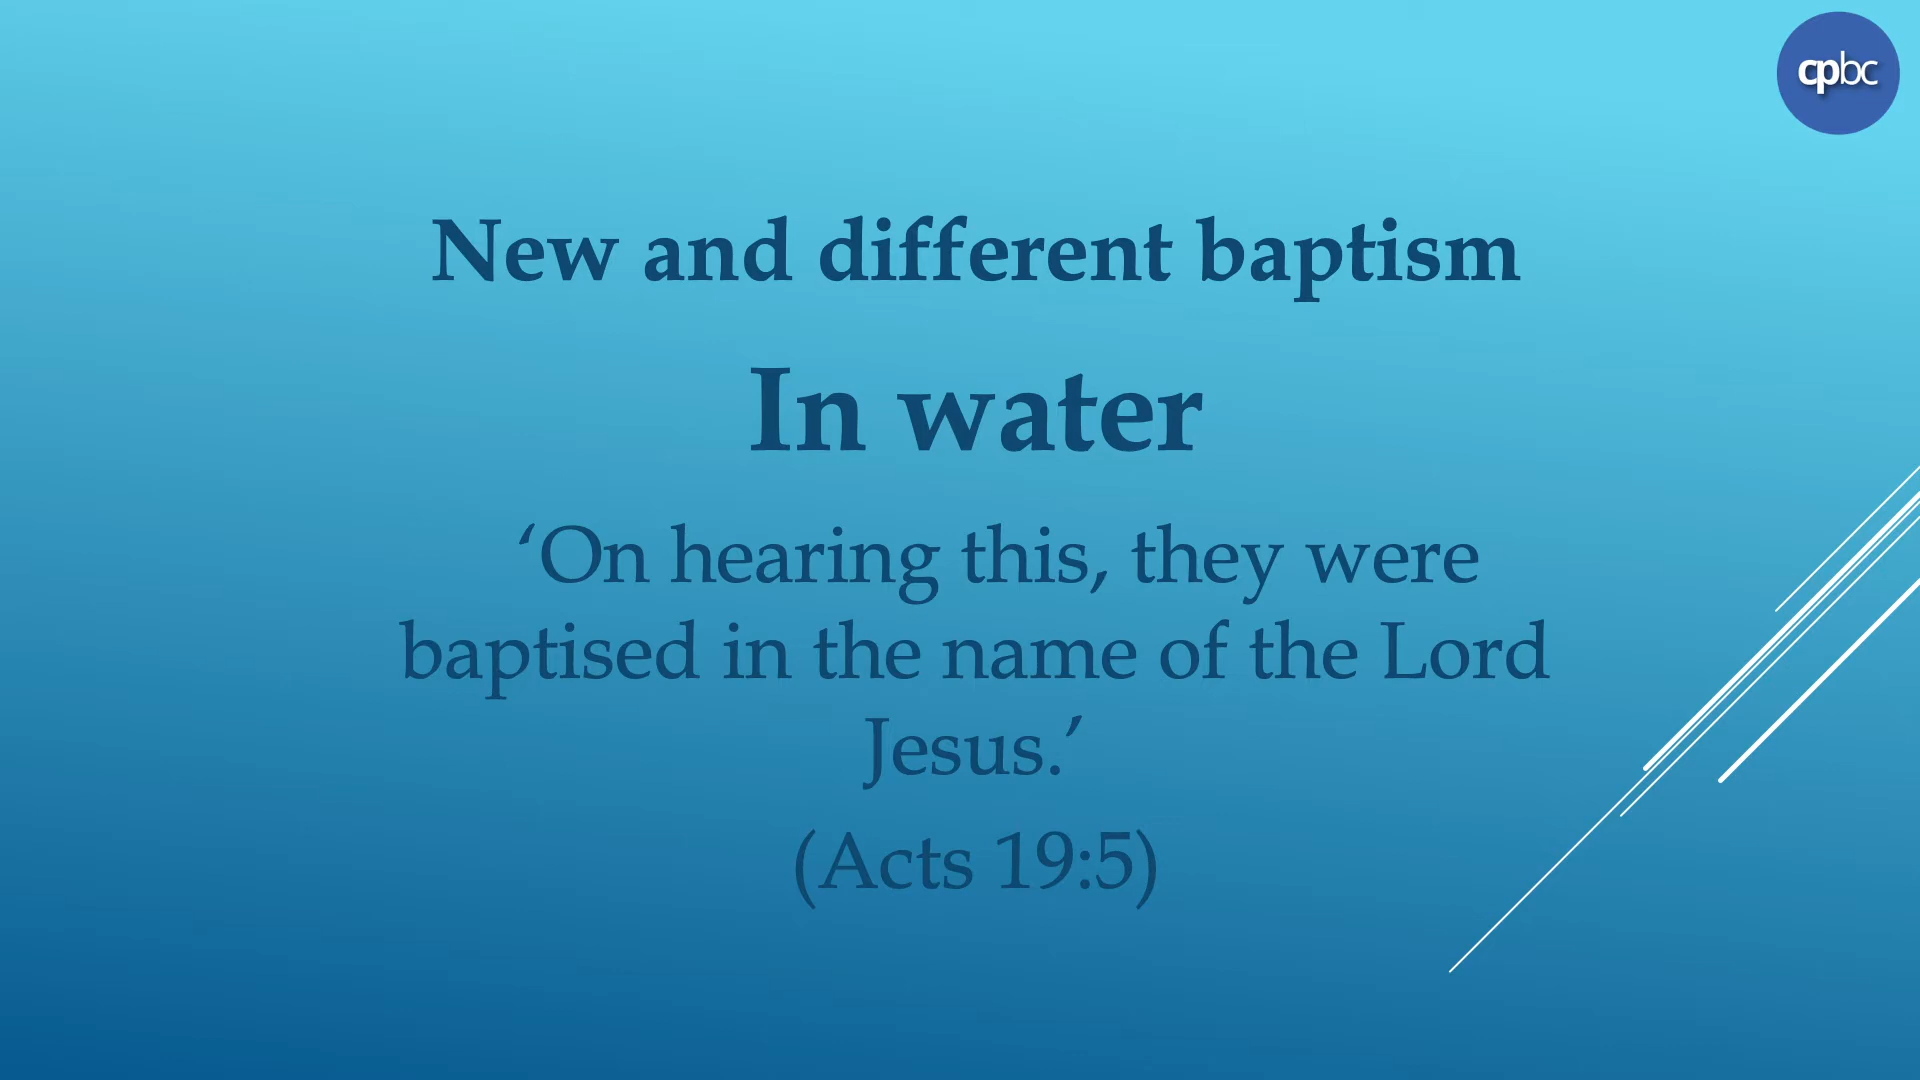 cpbc
New and different baptism
In water
‘On hearing this, they were
baptised in the name of the Lord
Jesus.’
(Acts 19:5)